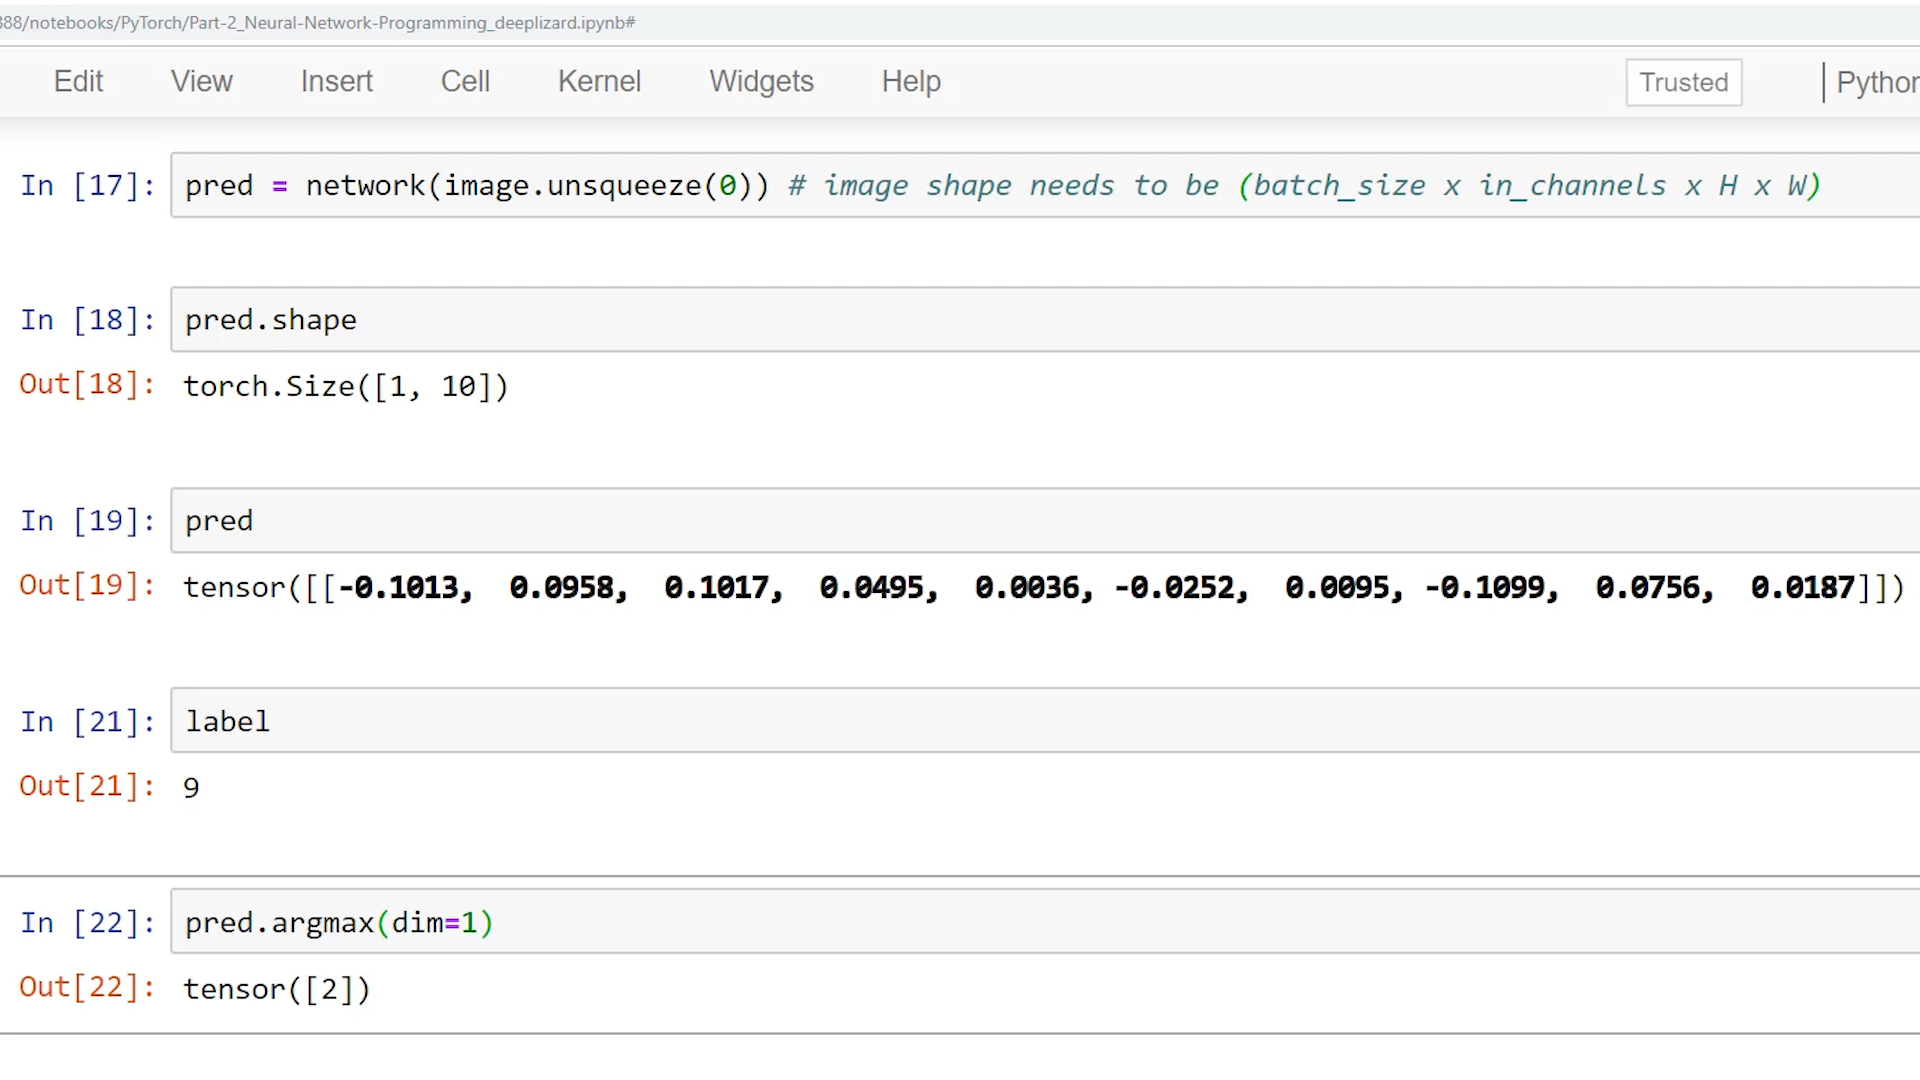 388/notebooks/PyTorch/Part-2_Neural-Network-Programming_deeplizard.ipynb#
Edit View Insert Cell Kernel Widgets Help Trusted Python
In [17]: pred = network(image.unsqueeze(0)) # image shape needs to be (batch_size x in_channels x H x W)
In [18]: pred.shape
Out[18]: torch.Size([1, 10])
In [19]: pred
Out[19]: tensor([[-0.1013, 0.0958, 0.1017, 0.0495, 0.0036, -0.0252, 0.0095, -0.1099, 0.0756, 0.0187]])
In [21]: label
Out[21]: 9
In [22]: pred.argmax(dim=1)
Out[22]: tensor([2])